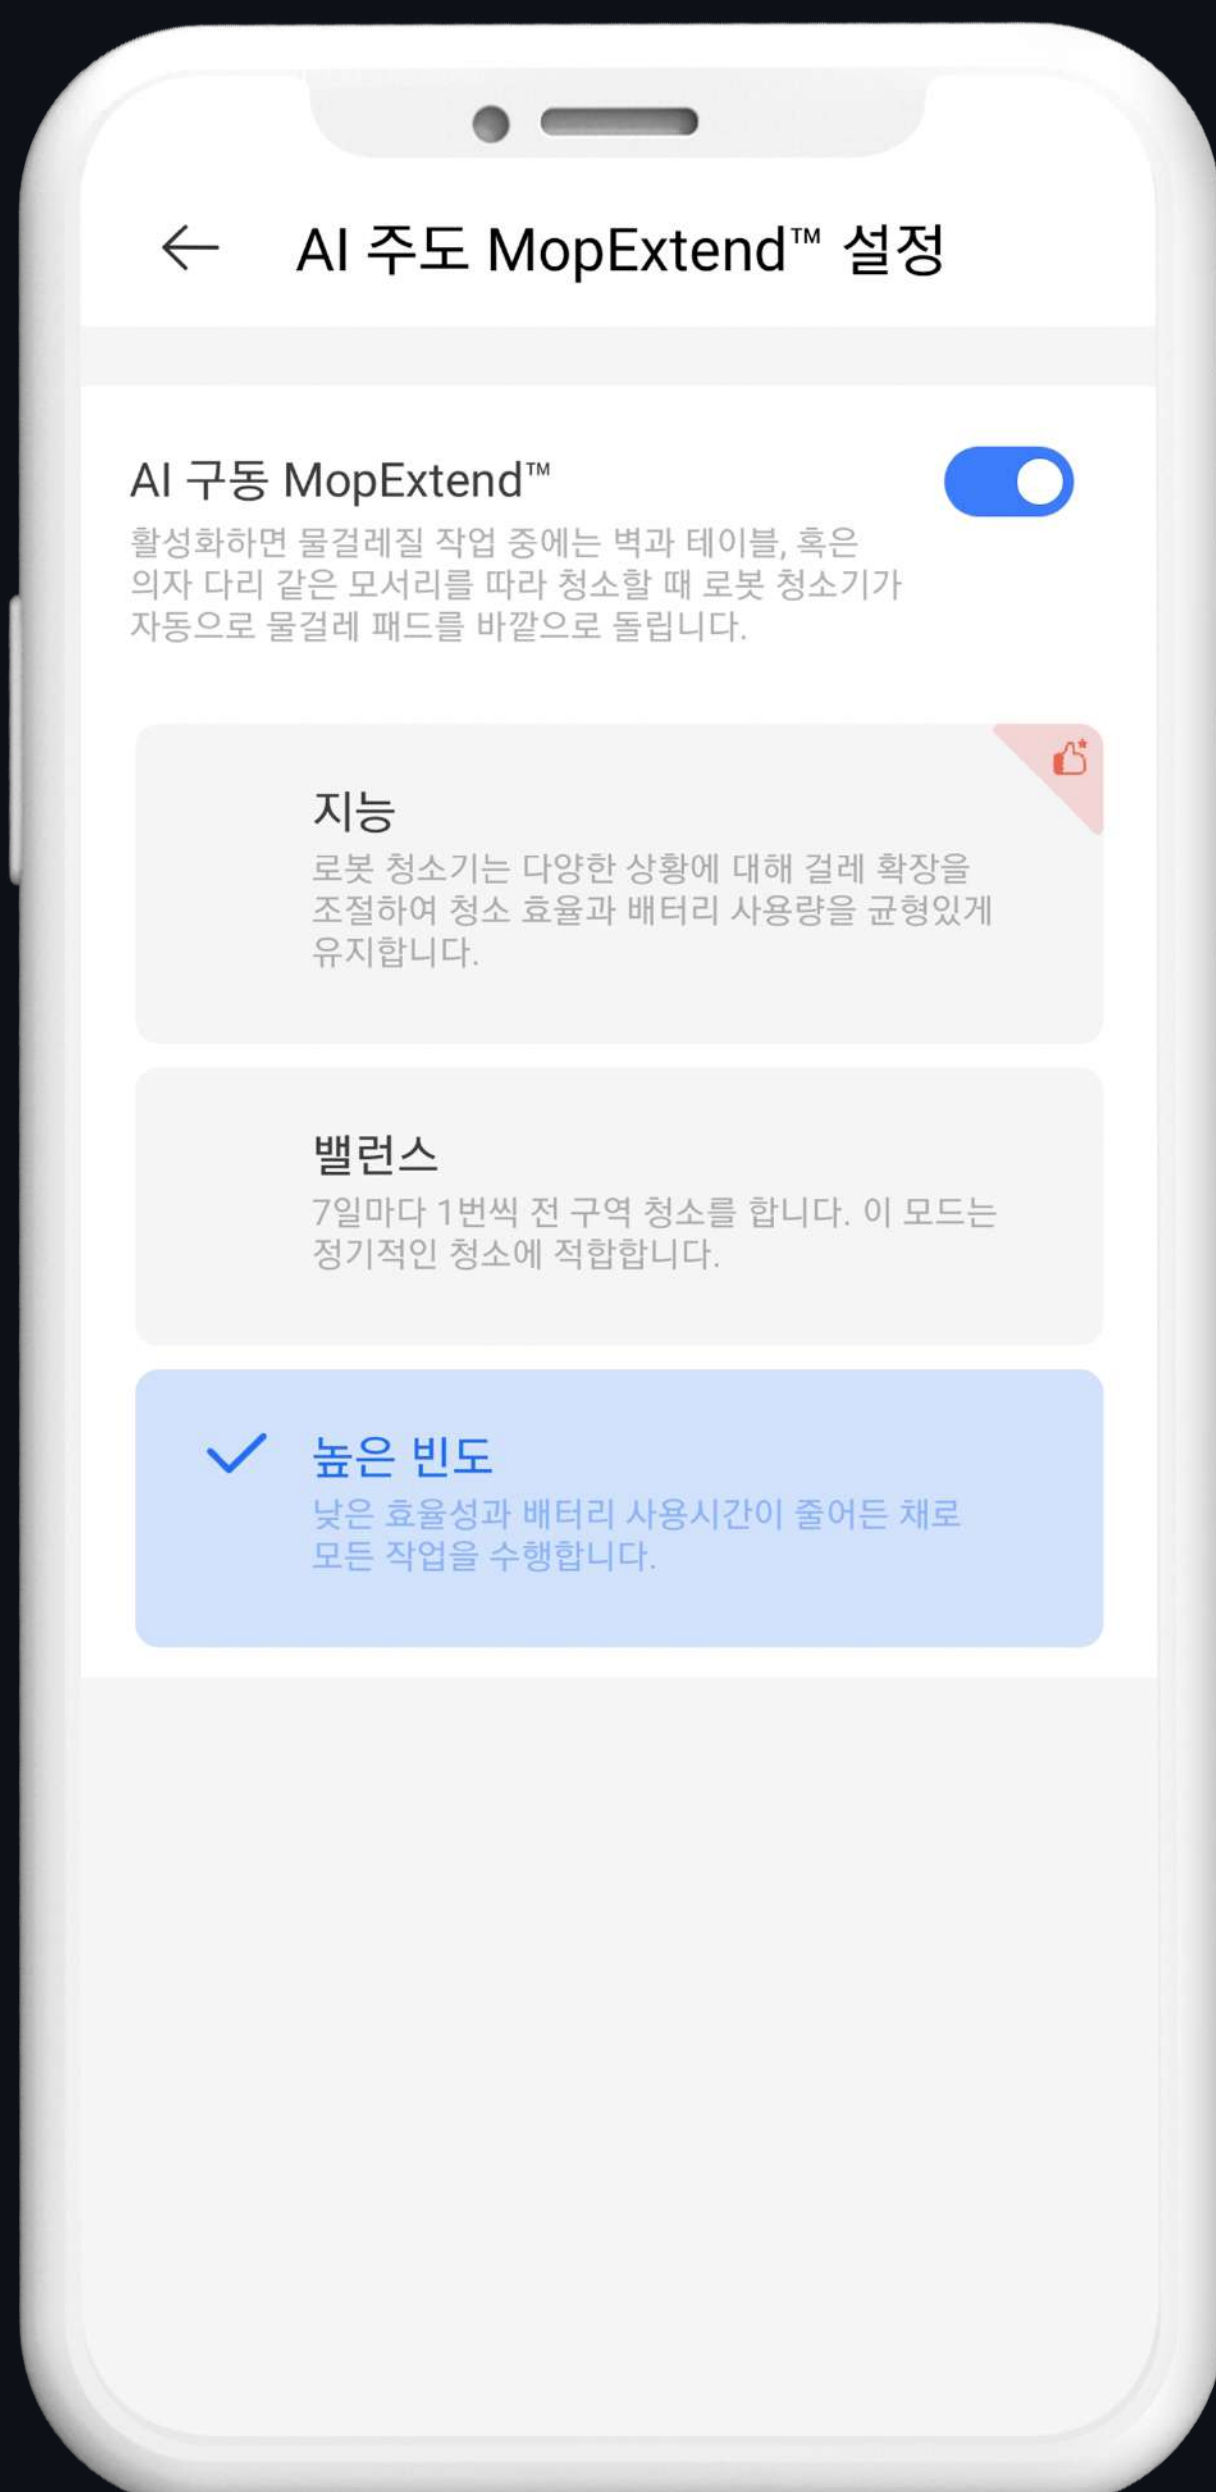 AI 주도 MopExtend™ 설정
AI 구동 MopExtend™
활성화하면 물걸레질 작업 중에는 벽과 테이블, 혹은
의자 다리 같은 모서리를 따라 청소할 때 로봇 청소기가
자동으로 물걸레 패드를 바깥으로 돌립니다.
지능
로봇 청소기는 다양한 상황에 대해 걸레 확장을
조절하여 청소 효율과 배터리 사용량을 균형있게
유지합니다.
밸런스
7일마다 1번씩 전 구역 청소를 합니다. 이 모드는
정기적인 청소에 적합합니다.
높은 빈도
낮은 효율성과 배터리 사용시간이 줄어든 채로
모든 작업을 수행합니다.